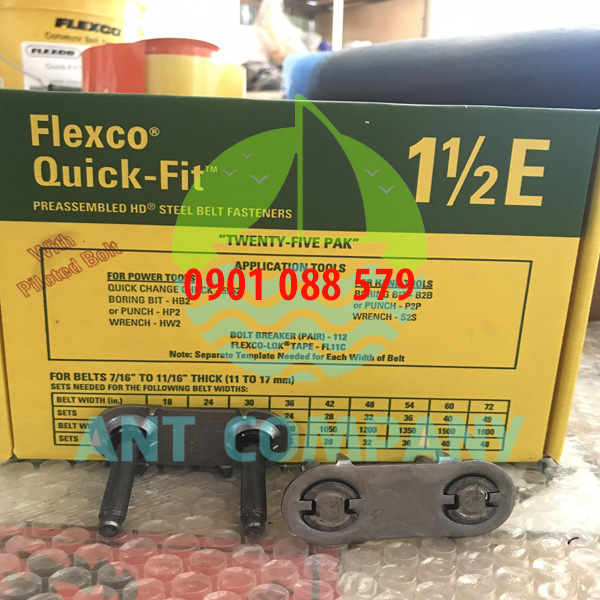 FLEXCO
Conveyor Belt
FLEXCO
Flexco®
Quick-Fit™
1½E
PREASSEMBLED HD® STEEL BELT FASTENERS
With
Piloted Bolt
"TWENTY-FIVE PAK"
APPLICATION TOOLS
FOR POWER TOOLS
QUICK CHANGE
BORING BIT - HB2
or PUNCH - HP2
WRENCH - HW2
BORING BIT - B2B
or PUNCH - P2P
WRENCH - S2S
0901 088 579
BOLT BREAKER (PAIR) - 112
FLEXCO-LOK® TAPE - FL11C
Note: Separate Template Needed for Each Width of Belt
FOR BELTS 7/16" TO 11/16" THICK (11 TO 17 mm)
SETS NEEDED FOR THE FOLLOWING BELT WIDTHS:
BELT WIDTH (in.) 18 24 30 36 42 48 54 60 72
SETS 24 28 32 36 40 49
1050 1200 1350 1500 1800
SETS 28 32 36 40 48
ANT COMPANY